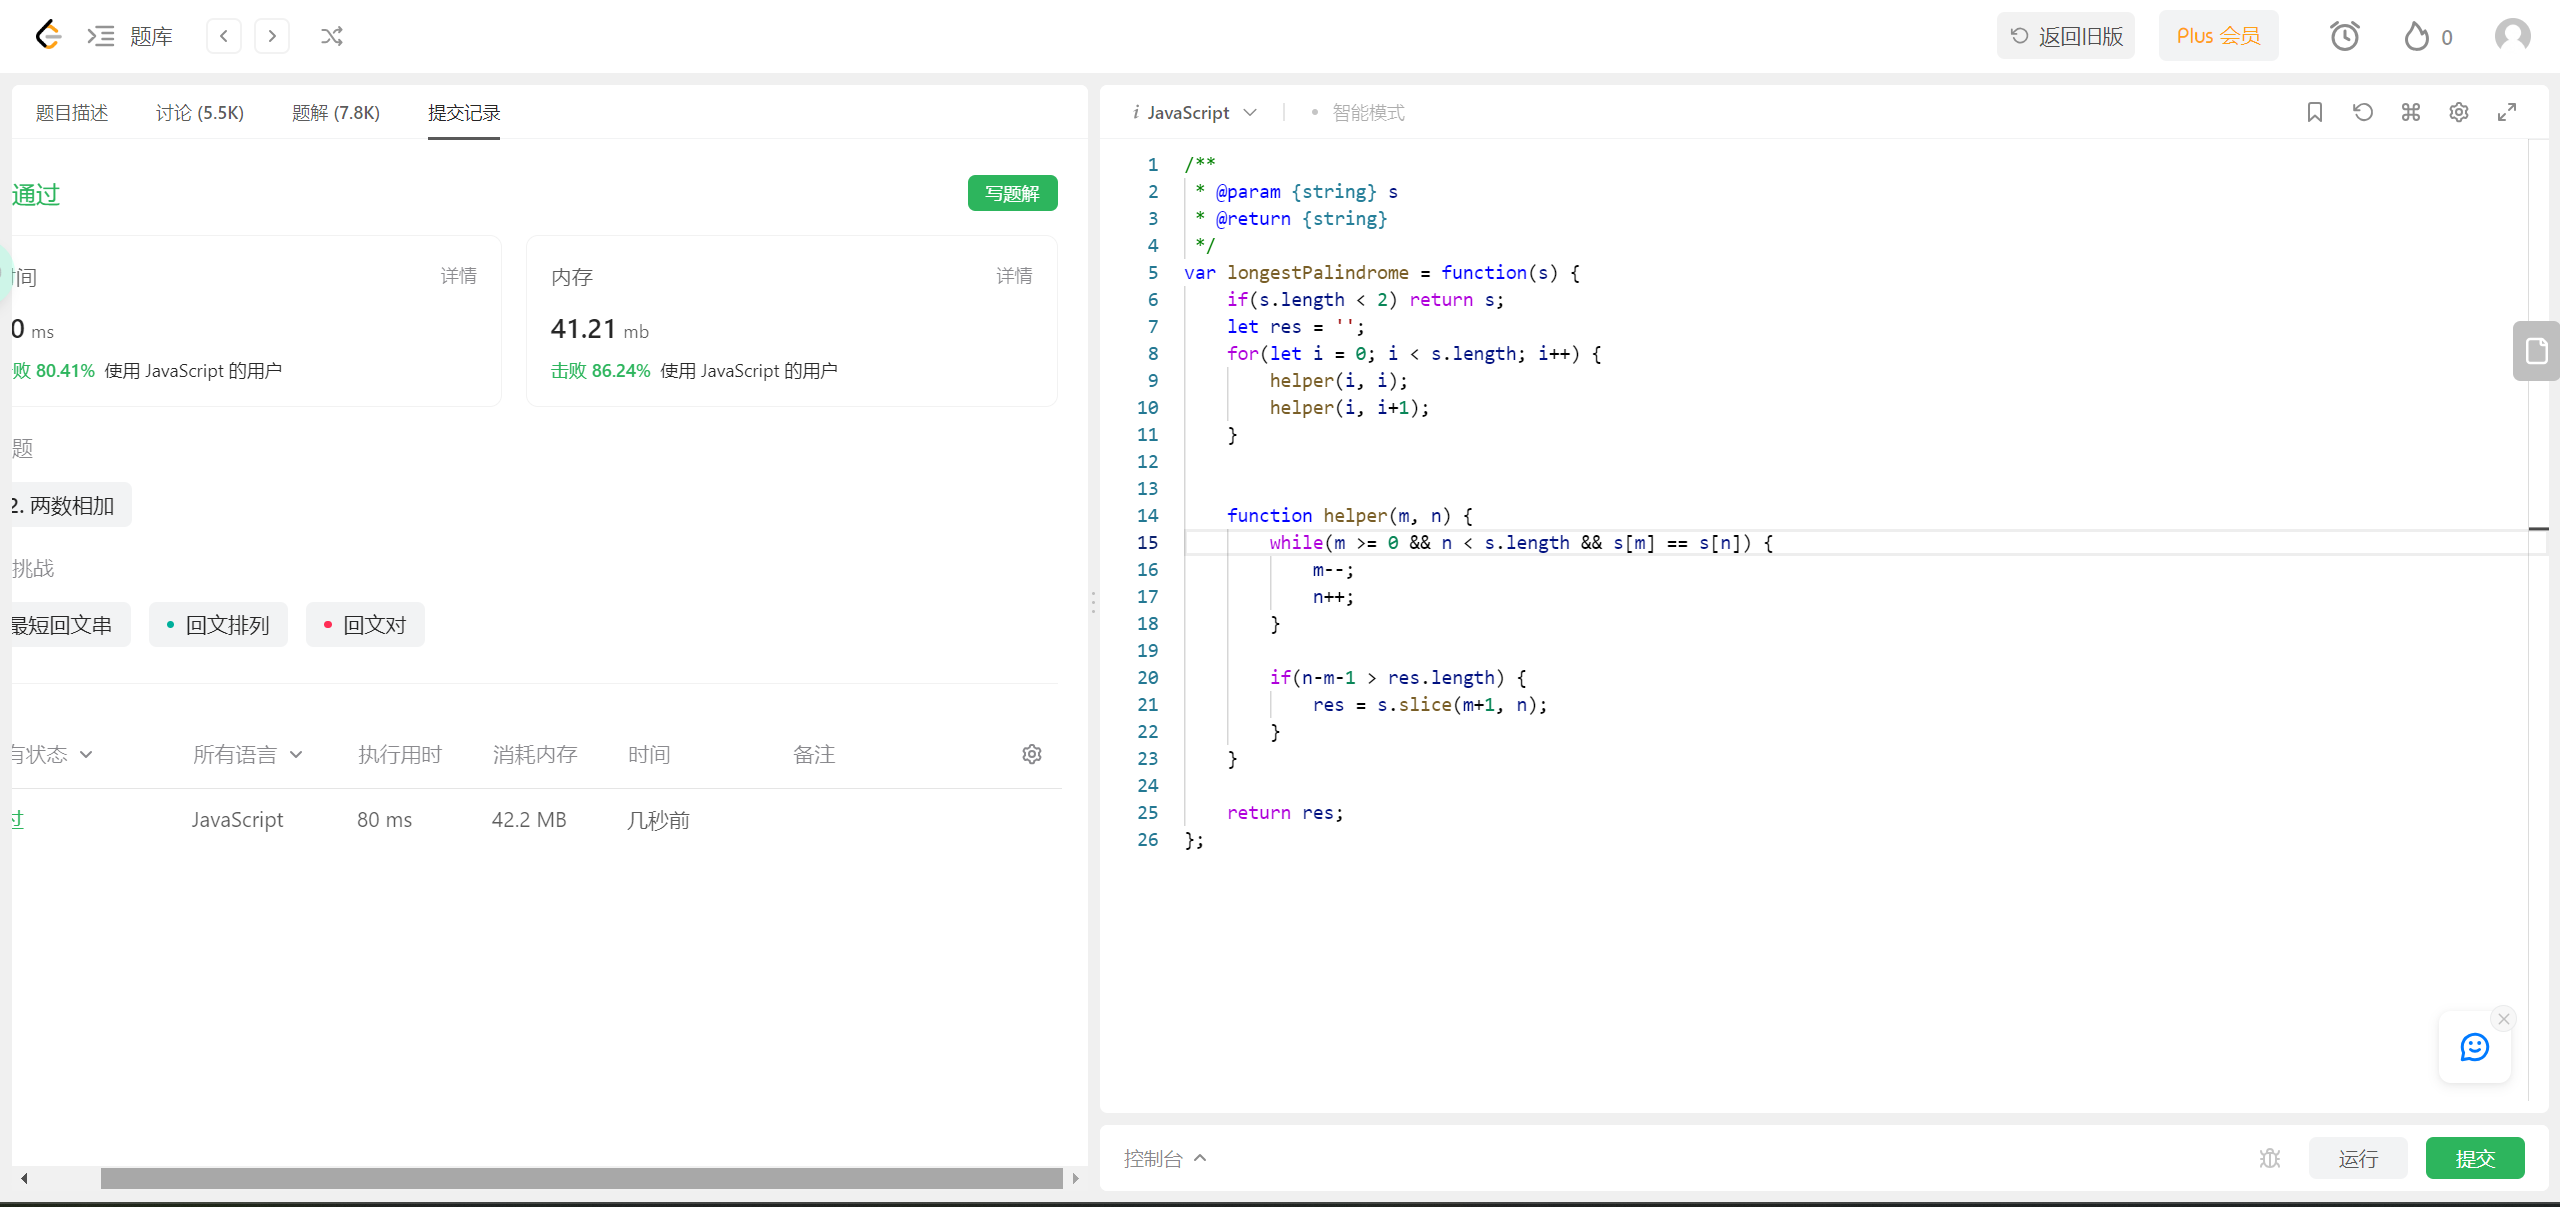 题库
返回旧版
Plus 会员
0
题目描述
讨论 (5.5K)
题解 (7.8K)
提交记录
通过
写题解
间
详情
0 ms
败 80.41% 使用 JavaScript 的用户
内存
详情
41.21 mb
击败 86.24% 使用 JavaScript 的用户
题
2. 两数相加
挑战
最短回文串
回文排列
回文对
有状态
所有语言
执行用时
消耗内存
时间
备注
过
JavaScript
80 ms
42.2 MB
几秒前
i JavaScript
智能模式
1 /**
2 * @param {string} s
3 * @return {string}
4 */
5 var longestPalindrome = function(s) {
6 if(s.length < 2) return s;
7 let res = '';
8 for(let i = 0; i < s.length; i++) {
9 helper(i, i);
10 helper(i, i+1);
11 }
12
13
14 function helper(m, n) {
15 while(m >= 0 && n < s.length && s[m] == s[n]) {
16 m--;
17 n++;
18 }
19
20 if(n-m-1 > res.length) {
21 res = s.slice(m+1, n);
22 }
23 }
24
25 return res;
26 };
控制台
运行
提交